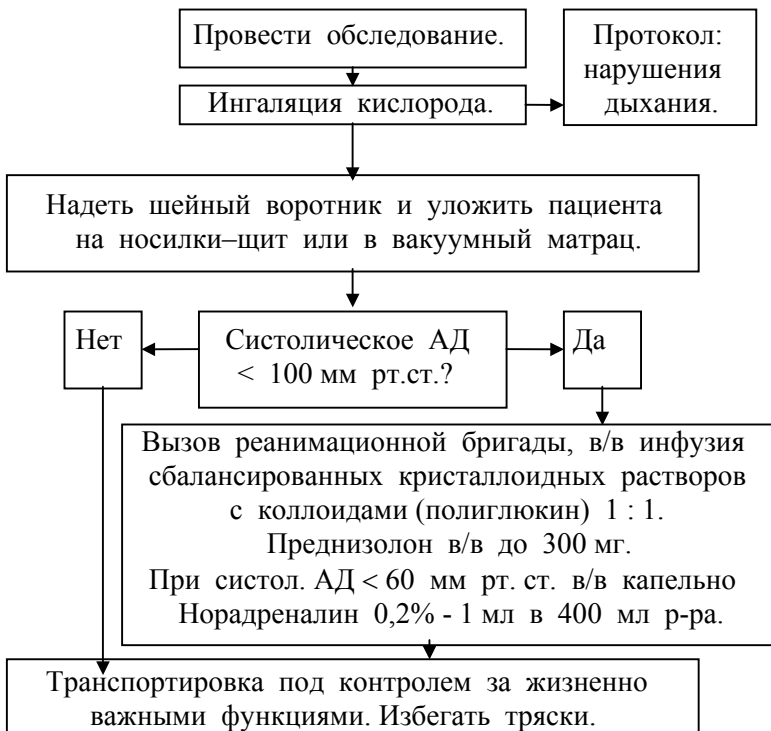 Провести обследование.
Протокол:
нарушения
дыхания.
Ингаляция кислорода.
Надеть шейный воротник и уложить пациента
на носилки–щит или в вакуумный матрац.
Нет
Систолическое АД
< 100 мм рт.ст.?
Да
Вызов реанимационной бригады, в/в инфузия
сбалансированных кристаллоидных растворов
с коллоидами (полиглюкин) 1 : 1.
Преднизолон в/в до 300 мг.
При систол. АД < 60 мм рт. ст. в/в капельно
Норадреналин 0,2% - 1 мл в 400 мл р-ра.
Транспортировка под контролем за жизненно
важными функциями. Избегать тряски.